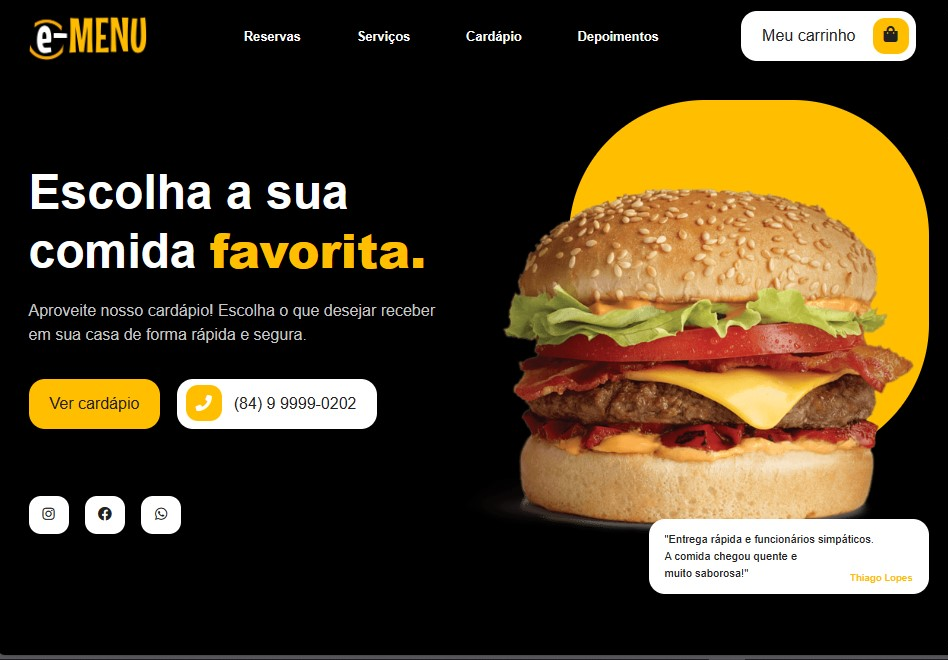 e-MENU
Reservas
Serviços
Cardápio
Depoimentos
Meu carrinho
Escolha a sua
comida favorita.
Aproveite nosso cardápio! Escolha o que desejar receber
em sua casa de forma rápida e segura.
Ver cardápio
(84) 9 9999-0202
"Entrega rápida e funcionários simpáticos.
A comida chegou quente e
muito saborosa!"
Thiago Lopes